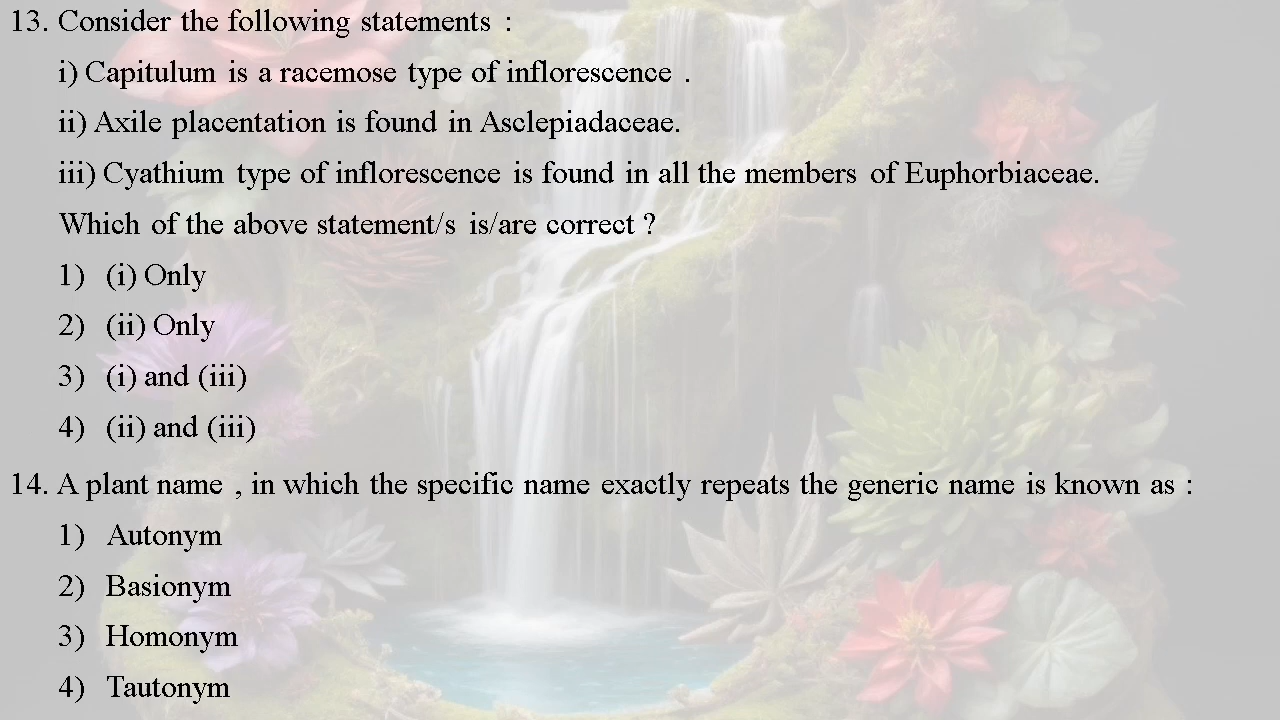 13. Consider the following statements :
i) Capitulum is a racemose type of inflorescence .
ii) Axile placentation is found in Asclepiadaceae.
iii) Cyathium type of inflorescence is found in all the members of Euphorbiaceae.
Which of the above statement/s is/are correct ?
1) (i) Only
2) (ii) Only
3) (i) and (iii)
4) (ii) and (iii)
14. A plant name , in which the specific name exactly repeats the generic name is known as :
1) Autonym
2) Basionym
3) Homonym
4) Tautonym